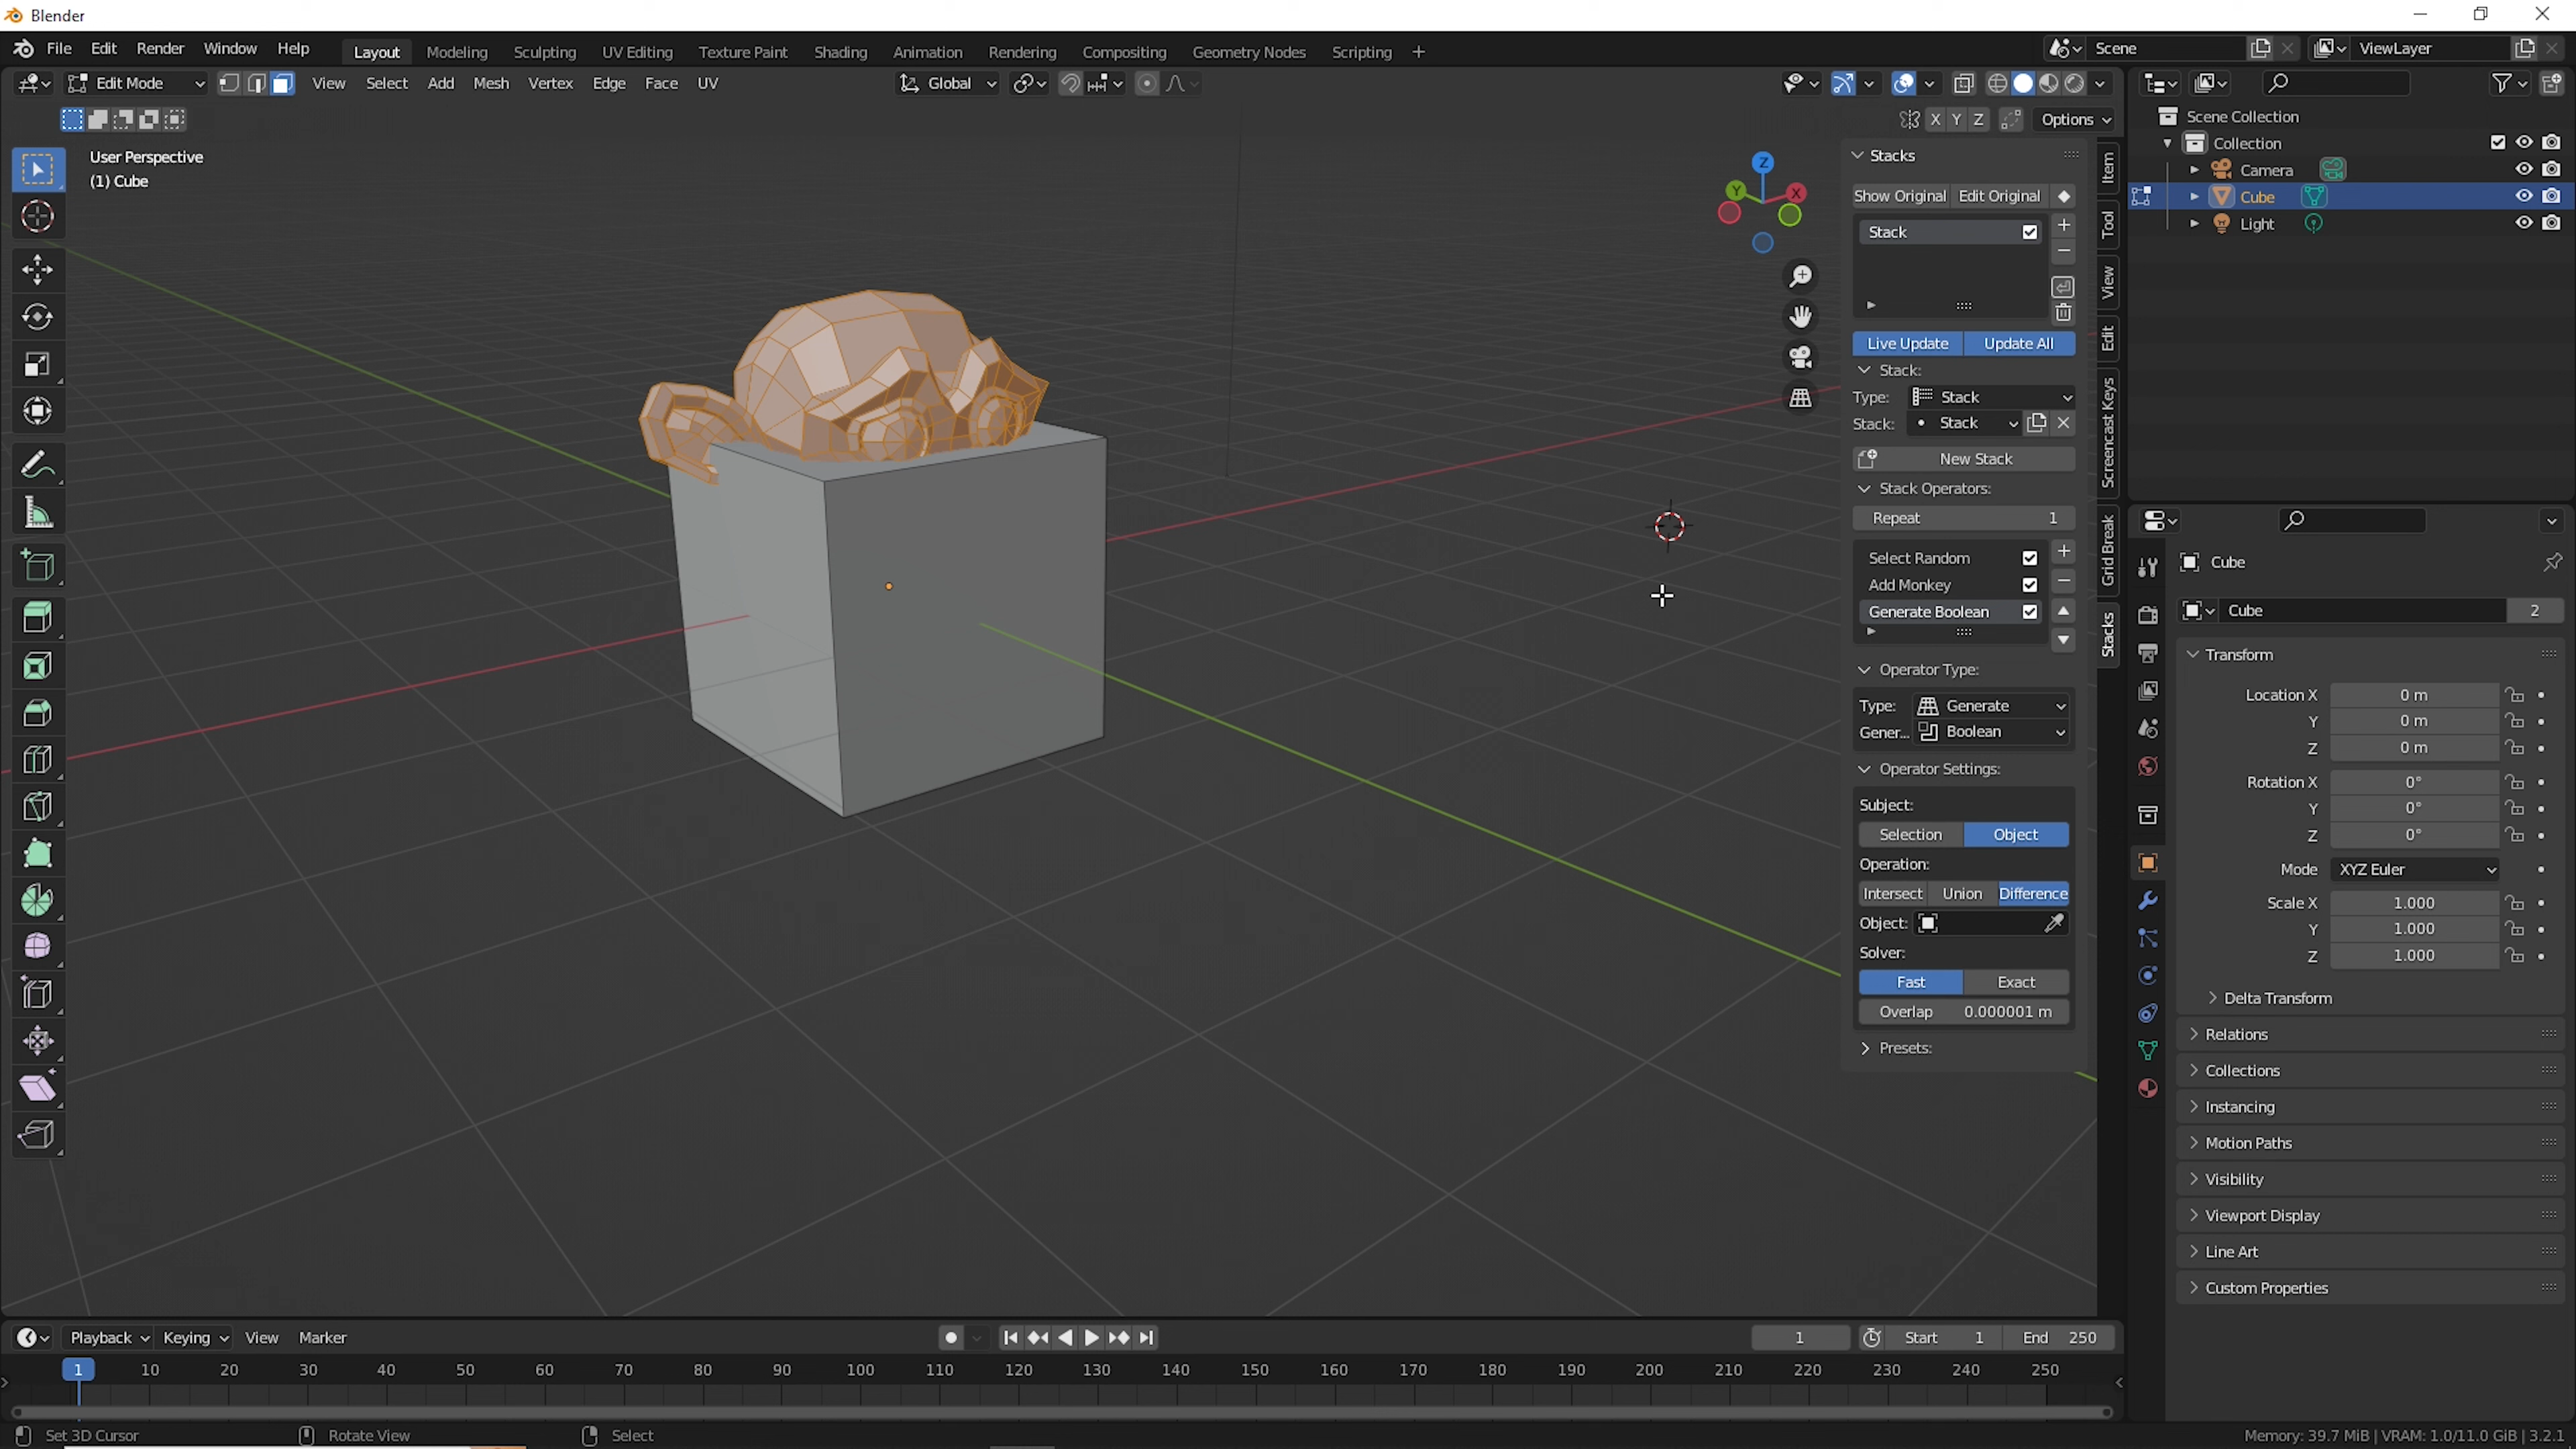 Blender
File Edit Render Window Help Layout Modeling Sculpting UV Editing Texture Paint Shading Animation Rendering Compositing Geometry Nodes Scripting + Scene ViewLayer
Edit Mode View Select Add Mesh Vertex Edge Face UV Global
X Y Z Options
User Perspective
(1) Cube
Z
Y X
Stacks
Show Original Edit Original
Stack
Live Update Update All
Stack:
Type: Stack
Stack: Stack
New Stack
Stack Operators:
Repeat 1
Select Random
Add Monkey
Generate Boolean
Operator Type:
Type: Generate
Gener... Boolean
Operator Settings:
Subject:
Selection Object
Operation:
Intersect Union Difference
Object:
Solver:
Fast Exact
Overlap 0.000001 m
Presets:
Item
Tool
View
Edit
Screencast Keys
Grid Break
Stacks
Scene Collection
Collection
Camera
Cube
Light
Cube
Cube 2
Transform
Location X 0 m
Y 0 m
Z 0 m
Rotation X 0°
Y 0°
Z 0°
Mode XYZ Euler
Scale X 1.000
Y 1.000
Z 1.000
Delta Transform
Relations
Collections
Instancing
Motion Paths
Visibility
Viewport Display
Line Art
Custom Properties
Playback Keying View Marker 1 Start 1 End 250
1 10 20 30 40 50 60 70 80 90 100 110 120 130 140 150 160 170 180 190 200 210 220 230 240 250
Set 3D Cursor Rotate View Select Memory: 39.7 MiB | VRAM: 1.0/11.0 GiB | 3.2.1